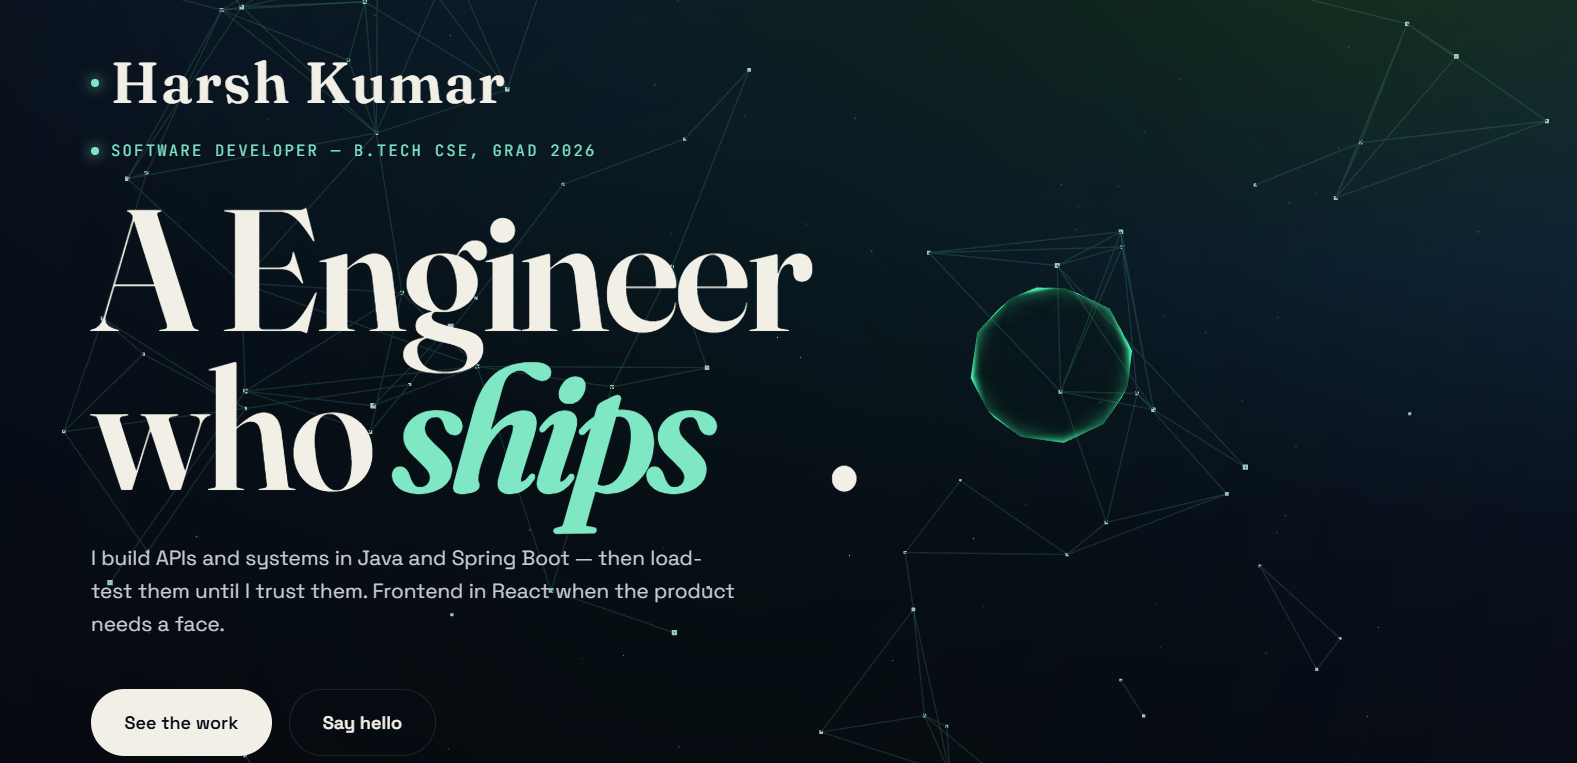 Harsh Kumar
SOFTWARE DEVELOPER — B.TECH CSE, GRAD 2026
A Engineer
who ships .
I build APIs and systems in Java and Spring Boot — then load-
test them until I trust them. Frontend in React when the product
needs a face.
See the work
Say hello